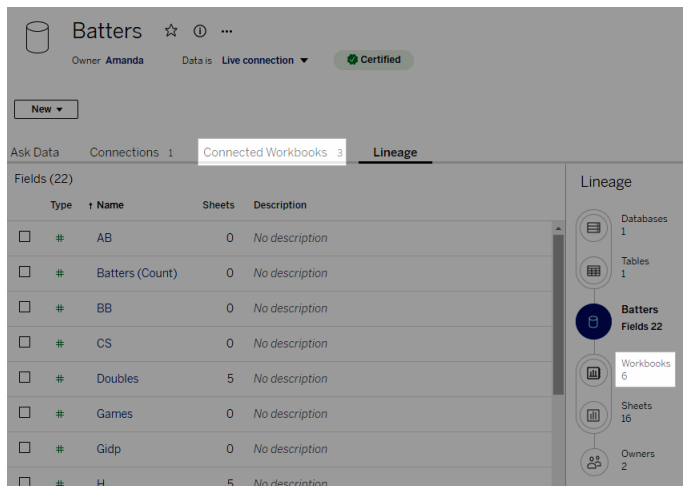 Batters
Owner Amanda Data is Live connection
Certified
New
Ask Data Connections 1 Connected Workbooks 3 Lineage
Fields (22)
Type ↑ Name Sheets Description
# AB 0 No description
# Batters (Count) 0 No description
# BB 0 No description
# CS 0 No description
# Doubles 5 No description
# Games 0 No description
# Gidp 0 No description
# H 5 No description
Lineage
Databases
1
Tables
1
Batters
Fields 22
Workbooks
6
Sheets
16
Owners
2